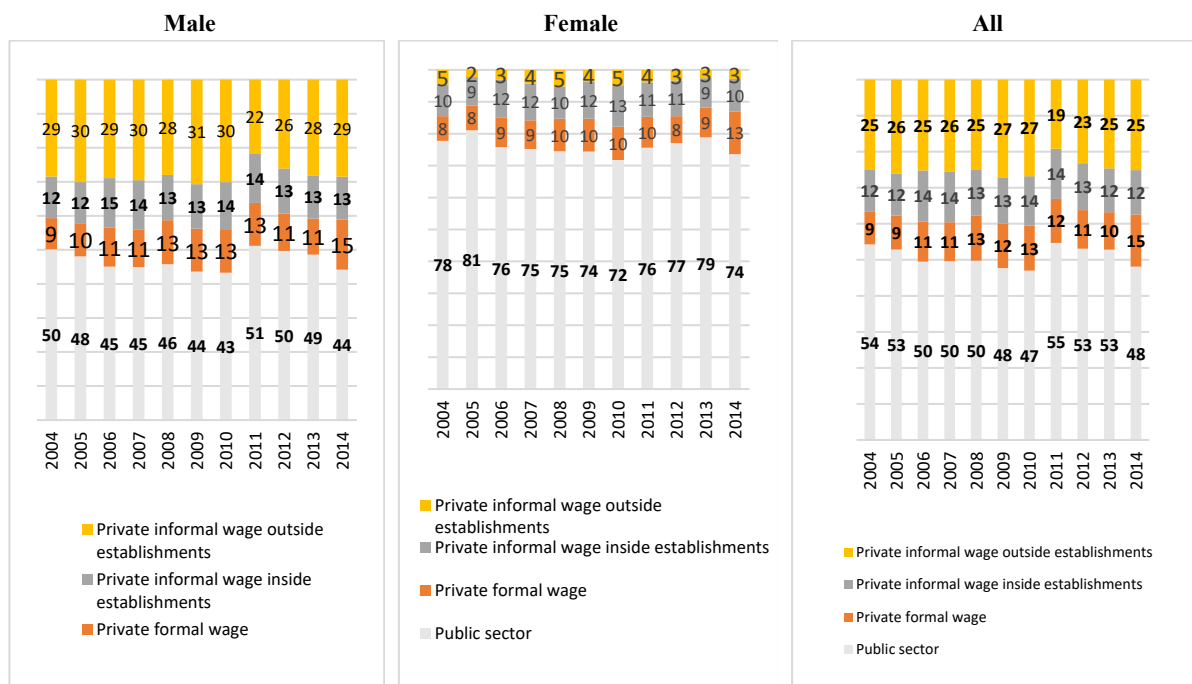 Male
29 30 29 30 28 31 30 22 26 28 29
12 12 15 14 13 13 14 14 13 13 13
9 10 11 11 13 13 13 13 11 11 15
50 48 45 45 46 44 43 51 50 49 44
2004 2005 2006 2007 2008 2009 2010 2011 2012 2013 2014
Private informal wage outside
establishments
Private informal wage inside
establishments
Private formal wage
Female
5 2 3 4 5 4 5 4 3 3 3
10 9 12 12 10 12 13 11 11 9 10
8 8 9 9 10 10 10 10 8 9 13
78 81 76 75 75 74 72 76 77 79 74
2004 2005 2006 2007 2008 2009 2010 2011 2012 2013 2014
Private informal wage outside
establishments
Private informal wage inside establishments
Private formal wage
Public sector
All
25 26 25 26 25 27 27 19 23 25 25
12 12 14 14 13 13 14 14 13 12 12
9 9 11 11 13 12 13 12 11 10 15
54 53 50 50 50 48 47 55 53 53 48
2004 2005 2006 2007 2008 2009 2010 2011 2012 2013 2014
Private informal wage outside establishments
Private informal wage inside establishments
Private formal wage
Public sector